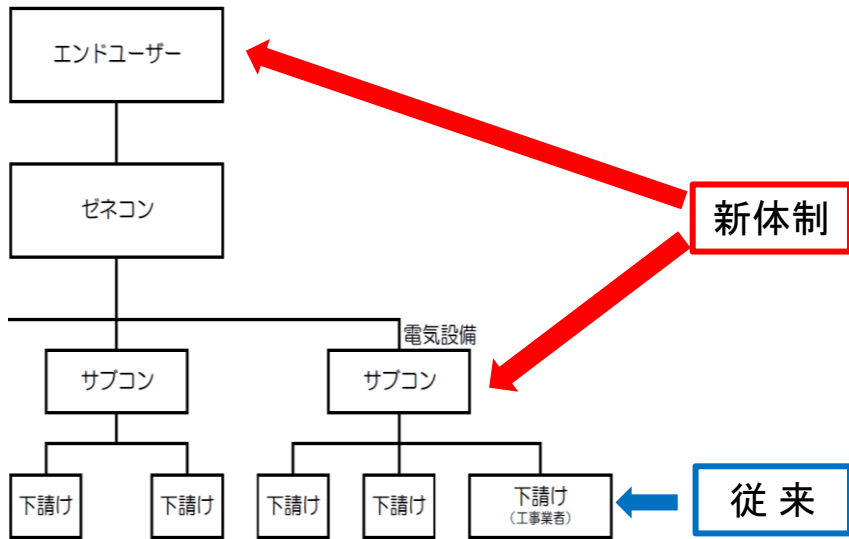 エンドユーザー
ゼネコン
新体制
電気設備
サブコン
サブコン
下請け
下請け
下請け
下請け
下請け
（工事業者）
従 来